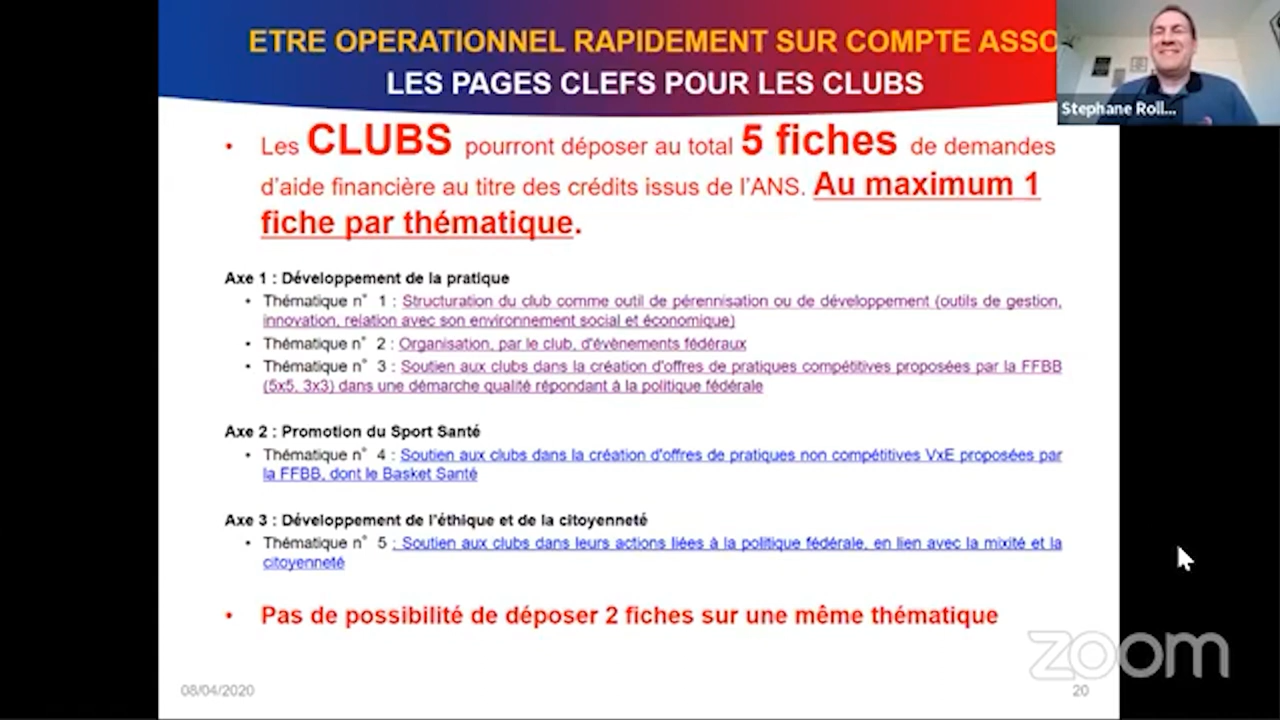 ETRE OPERATIONNEL RAPIDEMENT SUR COMPTE ASSO
LES PAGES CLEFS POUR LES CLUBS
Stephane Roll...
• Les CLUBS pourront déposer au total 5 fiches de demandes
d'aide financière au titre des crédits issus de l'ANS. Au maximum 1
fiche par thématique.
Axe 1 : Développement de la pratique
• Thématique n° 1 : Structuration du club comme outil de pérennisation ou de développement (outils de gestion,
innovation, relation avec son environnement social et économique)
• Thématique n° 2 : Organisation, par le club, d'évènements fédéraux
• Thématique n° 3 : Soutien aux clubs dans la création d'offres de pratiques compétitives proposées par la FFBB
(5x5, 3x3) dans une démarche qualité répondant à la politique fédérale
Axe 2 : Promotion du Sport Santé
• Thématique n° 4 : Soutien aux clubs dans la création d'offres de pratiques non compétitives VxE proposées par
la FFBB, dont le Basket Santé
Axe 3 : Développement de l'éthique et de la citoyenneté
• Thématique n° 5 : Soutien aux clubs dans leurs actions liées à la politique fédérale, en lien avec la mixité et la
citoyenneté
• Pas de possibilité de déposer 2 fiches sur une même thématique
zoom
08/04/2020
20